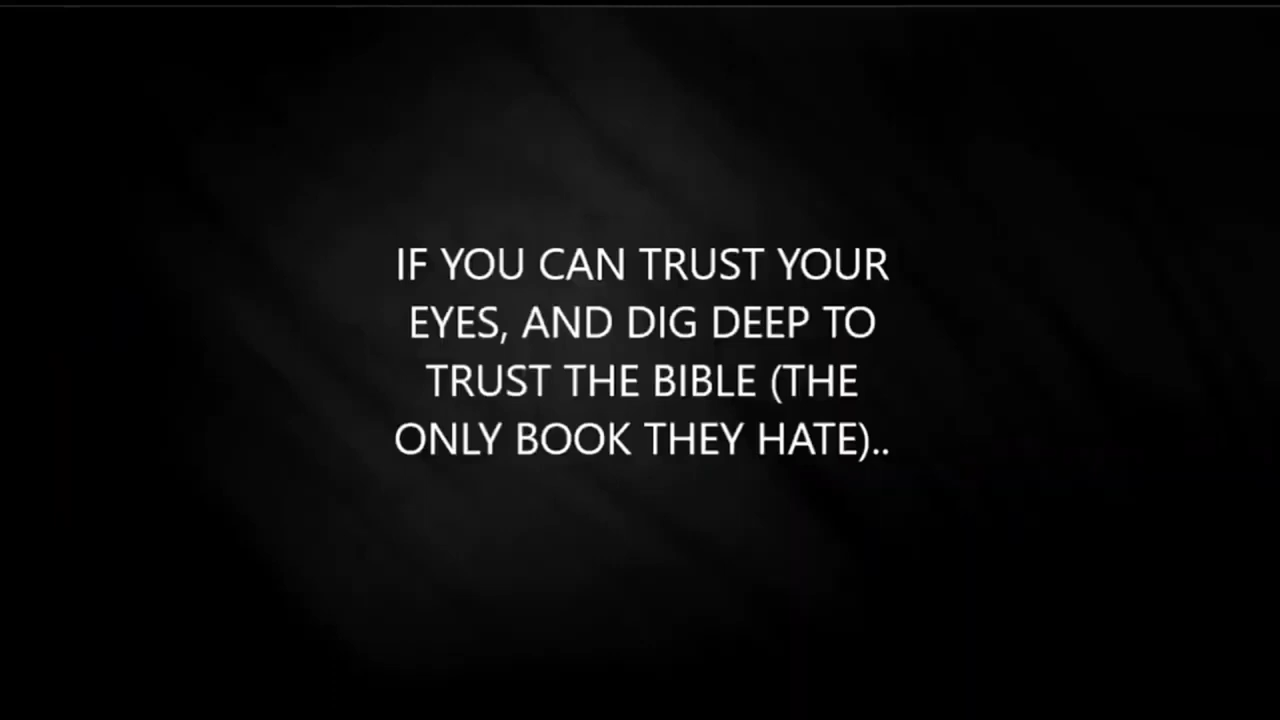 IF YOU CAN TRUST YOUR
EYES, AND DIG DEEP TO
TRUST THE BIBLE (THE
ONLY BOOK THEY HATE)..